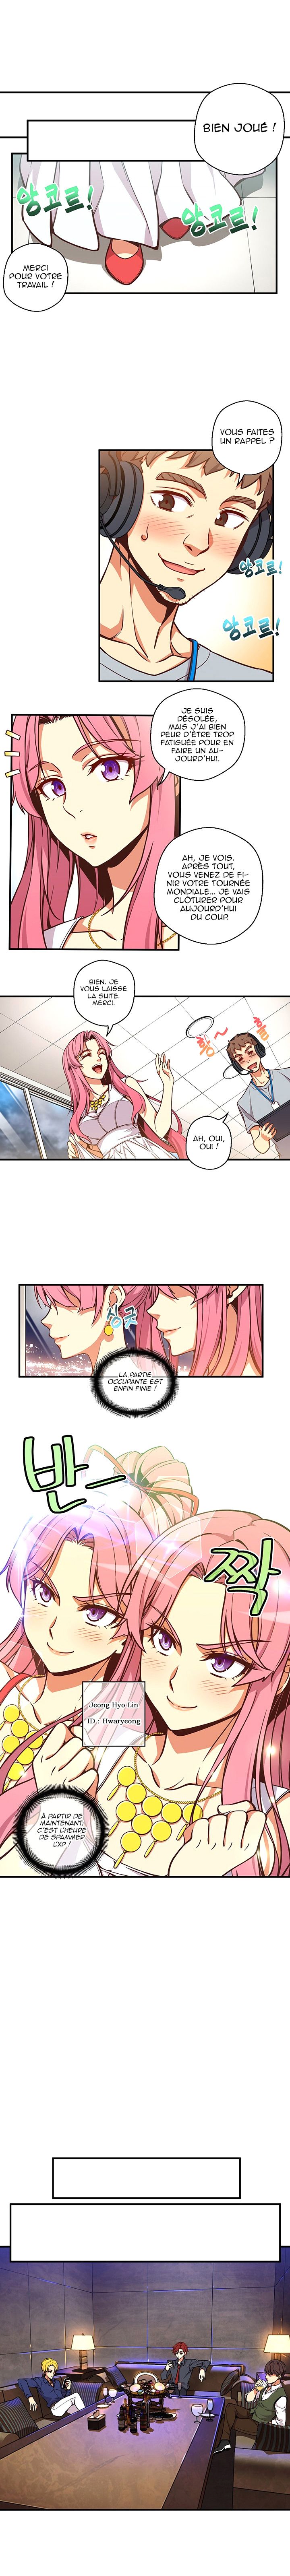 BIEN JOUÉ !
앙코르!
앙코르!
MERCI
POUR VOTRE
TRAVAIL !
VOUS FAITES
UN RAPPEL ?
앙코르!
앙코르!
JE SUIS
DÉSOLÉE,
MAIS J'AI BIEN
PEUR D'ÊTRE TROP
FATIGUÉE POUR EN
FAIRE UN AU-
JOURD'HUI.
AH, JE VOIS.
APRÈS TOUT,
VOUS VENEZ DE FI-
NIR VOTRE TOURNÉE
MONDIALE... JE VAIS
CLÔTURER POUR
AUJOURD'HUI
DU COUP.
BIEN. JE
VOUS LAISSE
LA SUITE.
MERCI.
AH, OUI,
OUI !
싱긋
...LA PARTIE
OCCUPANTE EST
ENFIN FINIE !
반—
짝
Jeong Hyo Lin
ID : Hwaryeong
À PARTIR DE
MAINTENANT,
C'EST L'HEURE
DE SPAMMER
L'XP !